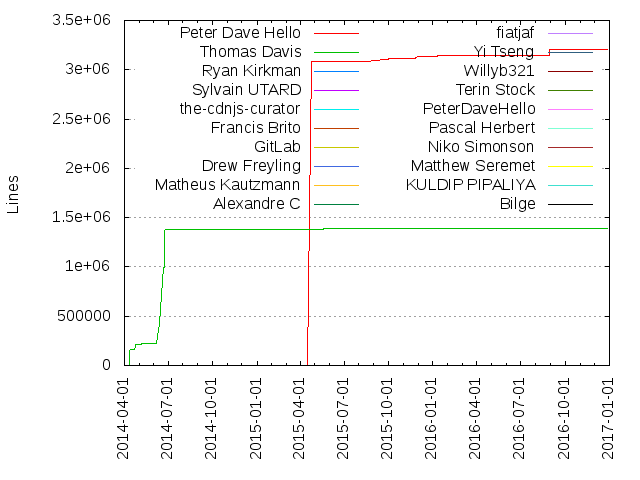 3.5e+06
3e+06
2.5e+06
2e+06
1.5e+06
1e+06
500000
0
Lines
Peter Dave Hello
Thomas Davis
Ryan Kirkman
Sylvain UTARD
the-cdnjs-curator
Francis Brito
GitLab
Drew Freyling
Matheus Kautzmann
Alexandre C
fiatjaf
Yi Tseng
Willyb321
Terin Stock
PeterDaveHello
Pascal Herbert
Niko Simonson
Matthew Seremet
KULDIP PIPALIYA
Bilge
2014-04-01
2014-07-01
2014-10-01
2015-01-01
2015-04-01
2015-07-01
2015-10-01
2016-01-01
2016-04-01
2016-07-01
2016-10-01
2017-01-01